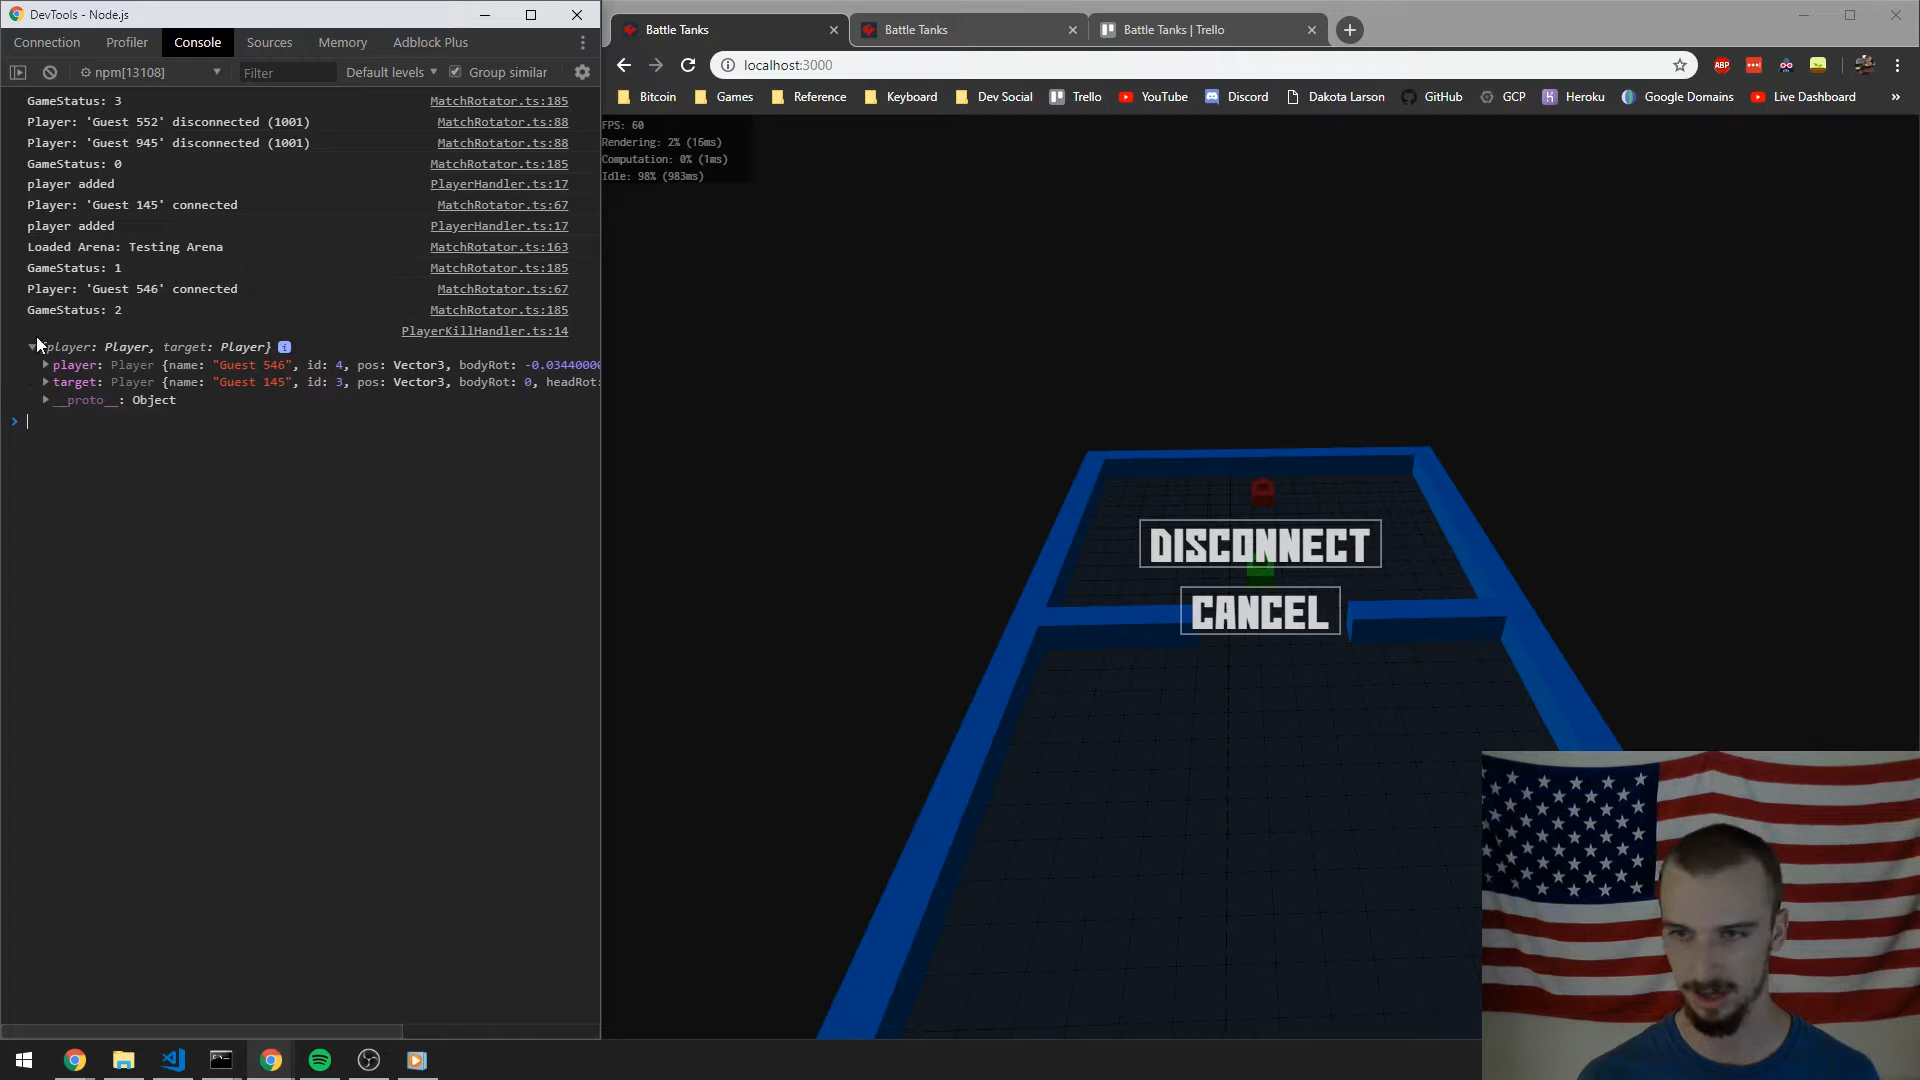 DevTools - Node.js
Connection Profiler Console Sources Memory Adblock Plus
npm[13108] Filter Default levels Group similar
GameStatus: 3 MatchRotator.ts:185
Player: 'Guest 552' disconnected (1001) MatchRotator.ts:88
Player: 'Guest 945' disconnected (1001) MatchRotator.ts:88
GameStatus: 0 MatchRotator.ts:185
player added PlayerHandler.ts:17
Player: 'Guest 145' connected MatchRotator.ts:67
player added PlayerHandler.ts:17
Loaded Arena: Testing Arena MatchRotator.ts:163
GameStatus: 1 MatchRotator.ts:185
Player: 'Guest 546' connected MatchRotator.ts:67
GameStatus: 2 MatchRotator.ts:185
PlayerKillHandler.ts:14
player: Player, target: Player} i
player: Player {name: "Guest 546", id: 4, pos: Vector3, bodyRot: -0.0344000
target: Player {name: "Guest 145", id: 3, pos: Vector3, bodyRot: 0, headRot:
__proto__: Object
Battle Tanks
Battle Tanks
Battle Tanks | Trello
localhost:3000
ABP
Bitcoin Games Reference Keyboard Dev Social Trello YouTube Discord Dakota Larson GitHub GCP Heroku Google Domains Live Dashboard »
FPS: 60
Rendering: 2% (16ms)
Computation: 0% (1ms)
Idle: 98% (983ms)
DISCONNECT
CANCEL